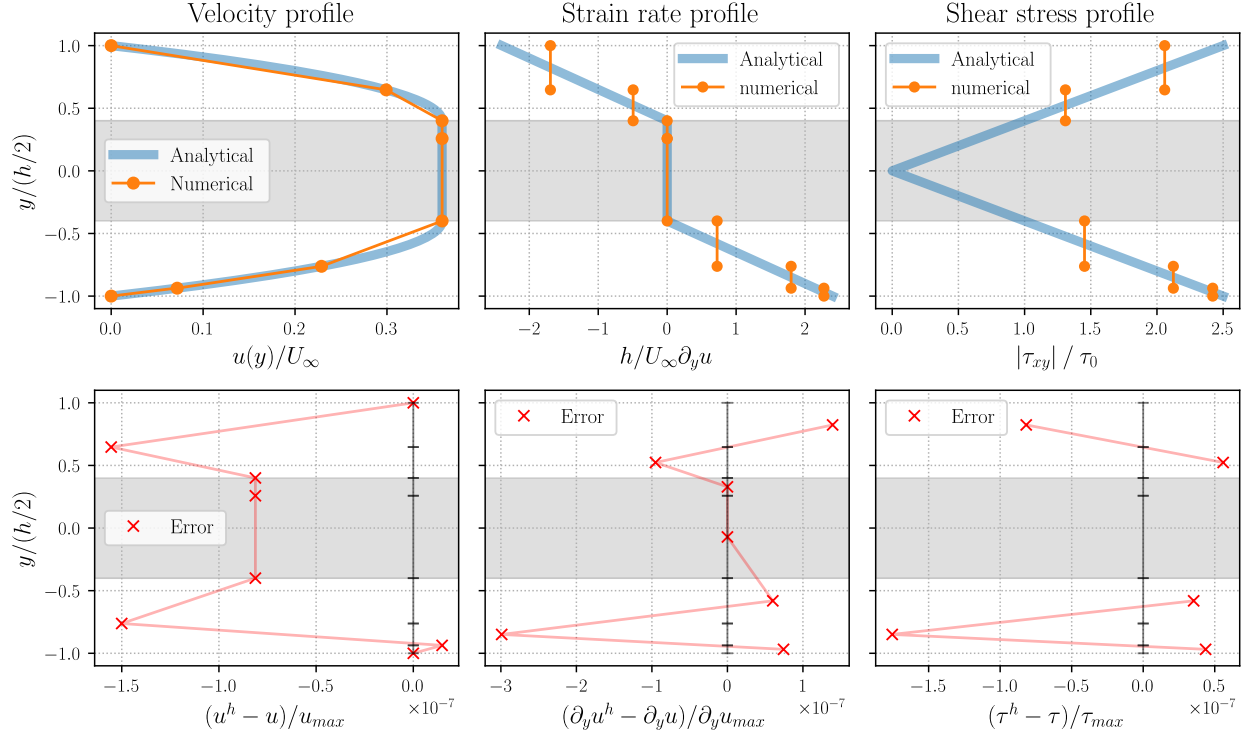 Velocity profile
Strain rate profile
Shear stress profile
1.0
0.5
0.0
−0.5
−1.0
y/(h/2)
Analytical
Numerical
Analytical
numerical
Analytical
numerical
0.0 0.1 0.2 0.3
−2 −1 0 1 2
0.0 0.5 1.0 1.5 2.0 2.5
u(y)/U∞
h/U∞∂yu
|τxy| / τ0
1.0
0.5
0.0
−0.5
−1.0
y/(h/2)
Error
Error
Error
−1.5 −1.0 −0.5 0.0
×10−7
−3 −2 −1 0 1
×10−7
−1.5 −1.0 −0.5 0.0 0.5
×10−7
(uh − u)/umax
(∂yuh − ∂yu)/∂yumax
(τh − τ)/τmax